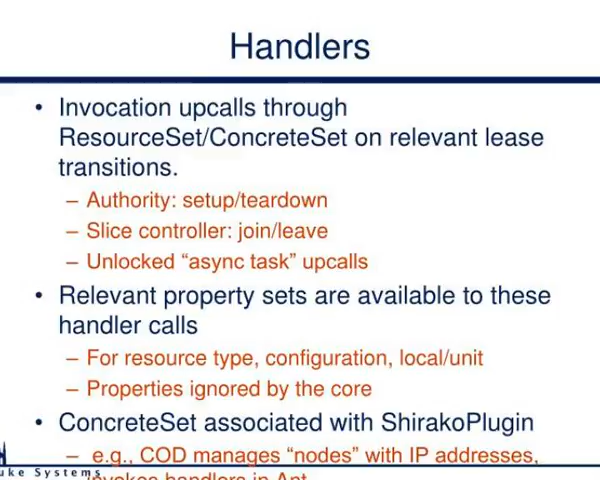 Handlers
• Invocation upcalls through
ResourceSet/ConcreteSet on relevant lease
transitions.
– Authority: setup/teardown
– Slice controller: join/leave
– Unlocked “async task” upcalls
• Relevant property sets are available to these
handler calls
– For resource type, configuration, local/unit
– Properties ignored by the core
• ConcreteSet associated with ShirakoPlugin
– e.g., COD manages “nodes” with IP addresses,
uke Systems
invokes handlers in Ant